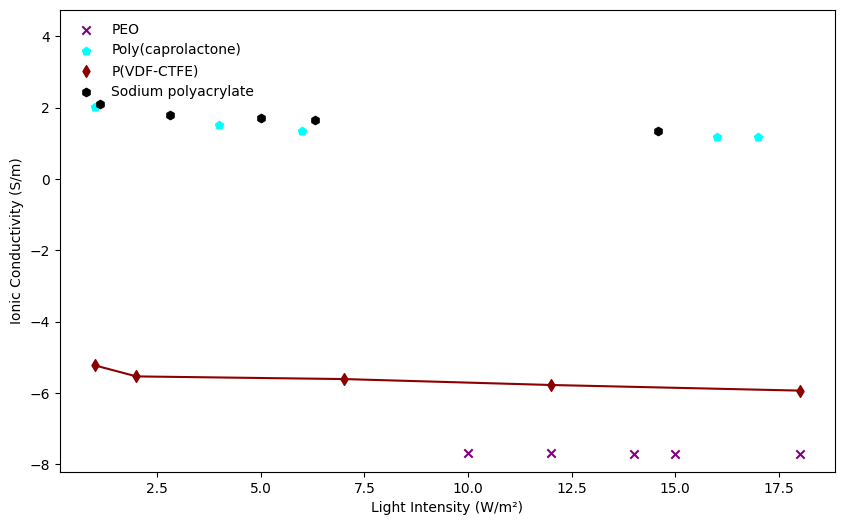 PEO
Poly(caprolactone)
P(VDF-CTFE)
Sodium polyacrylate
4
2
0
−2
−4
−6
−8
Ionic Conductivity (S/m)
2.5 5.0 7.5 10.0 12.5 15.0 17.5
Light Intensity (W/m²)